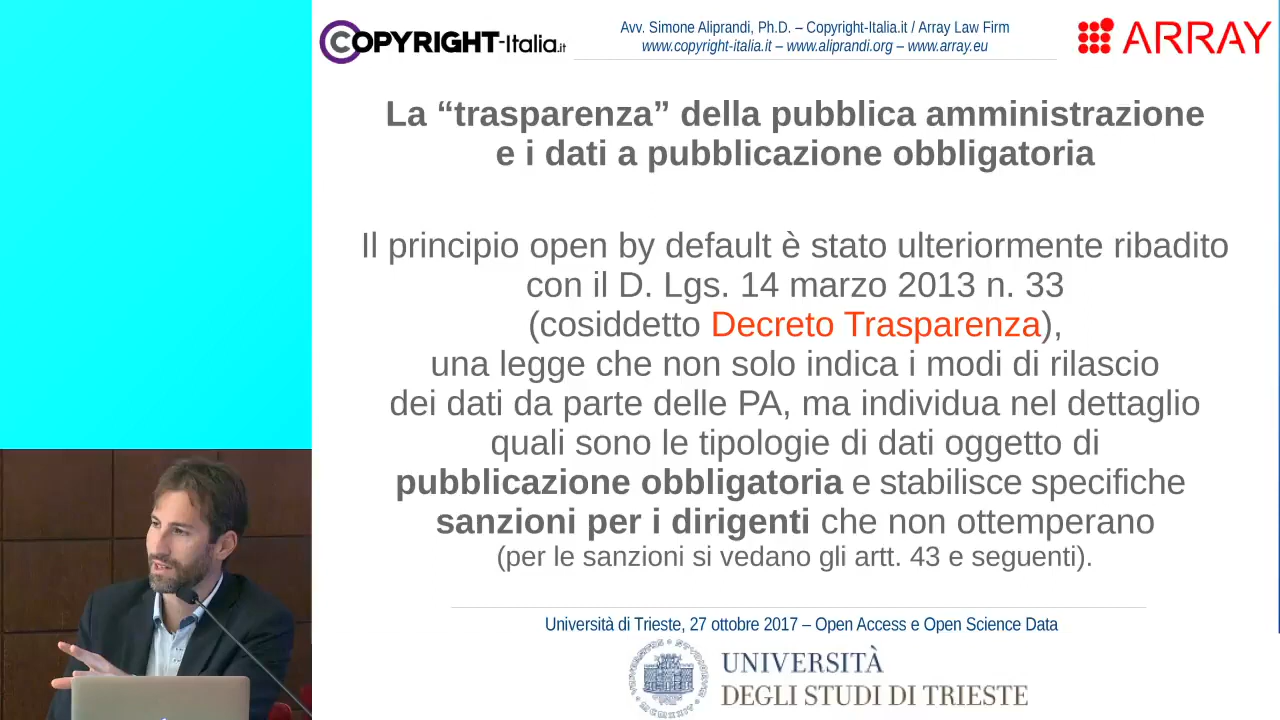 COPYRIGHT-Italia.it
Avv. Simone Aliprandi, Ph.D. – Copyright-Italia.it / Array Law Firm
www.copyright-italia.it – www.aliprandi.org – www.array.eu
ARRAY
La “trasparenza” della pubblica amministrazione
e i dati a pubblicazione obbligatoria
Il principio open by default è stato ulteriormente ribadito
con il D. Lgs. 14 marzo 2013 n. 33
(cosiddetto Decreto Trasparenza),
una legge che non solo indica i modi di rilascio
dei dati da parte delle PA, ma individua nel dettaglio
quali sono le tipologie di dati oggetto di
pubblicazione obbligatoria e stabilisce specifiche
sanzioni per i dirigenti che non ottemperano
(per le sanzioni si vedano gli artt. 43 e seguenti).
Università di Trieste, 27 ottobre 2017 – Open Access e Open Science Data
UNIVERSITÀ
DEGLI STUDI DI TRIESTE